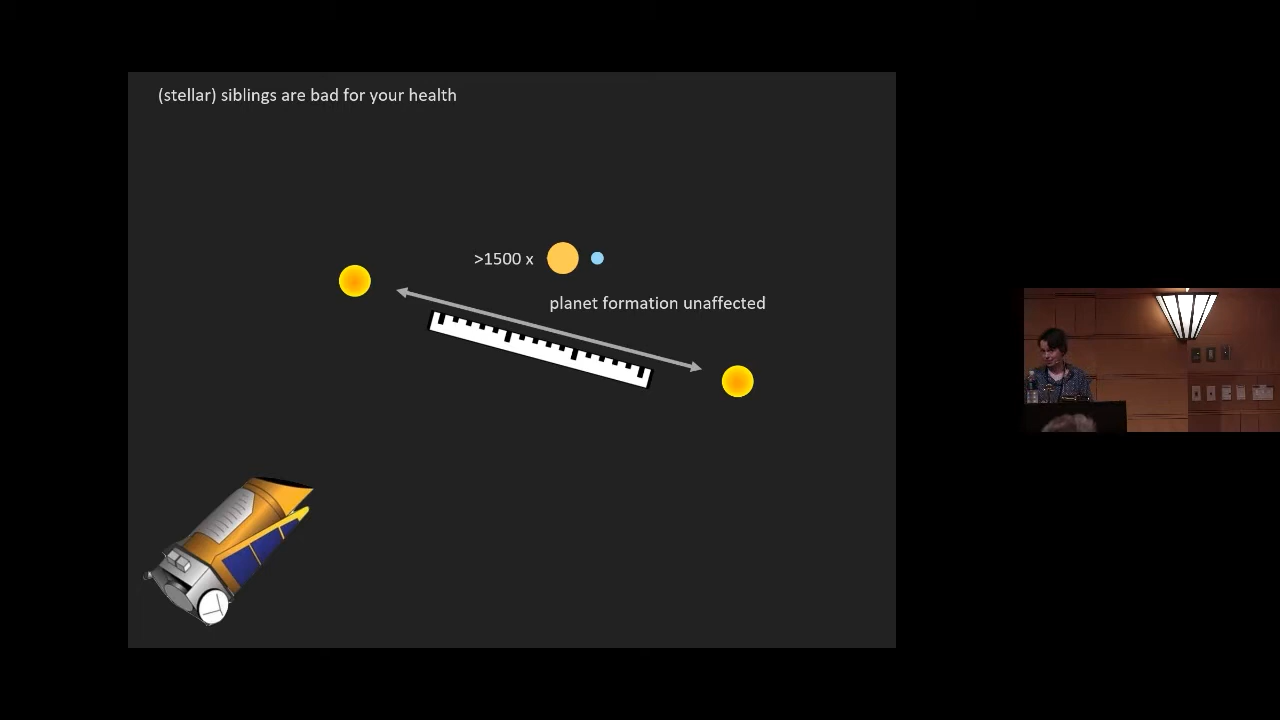 (stellar) siblings are bad for your health
>1500 x
planet formation unaffected